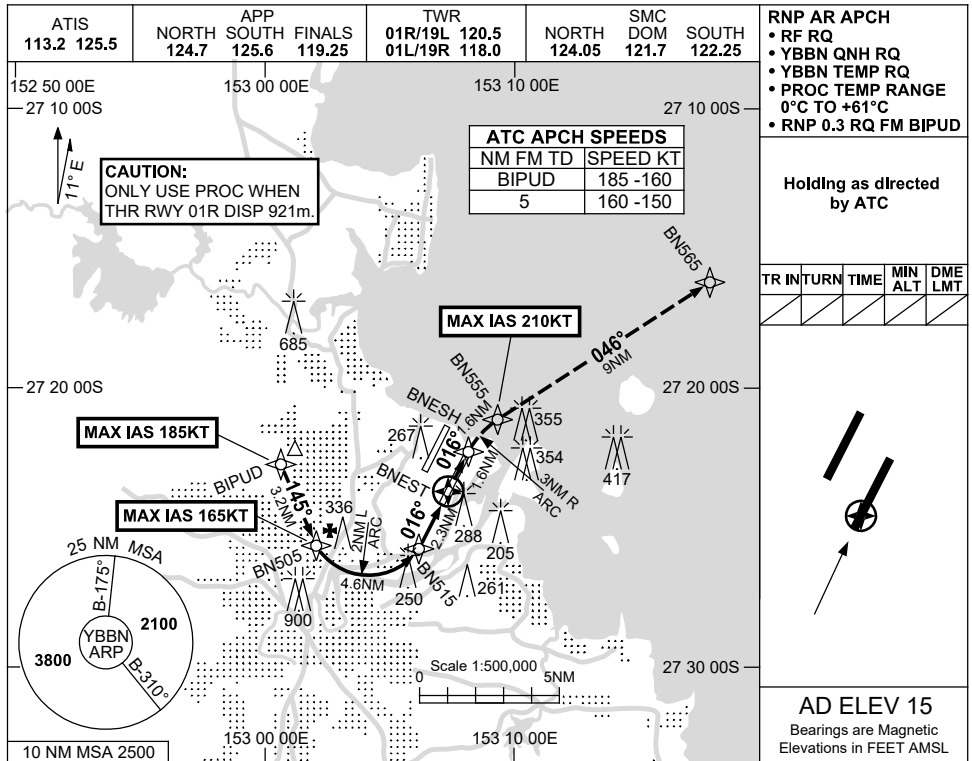 ATIS
113.2 125.5
APP
NORTH SOUTH FINALS
124.7 125.6 119.25
TWR
01R/19L 120.5
01L/19R 118.0
SMC
NORTH DOM SOUTH
124.05 121.7 122.25
RNP AR APCH
• RF RQ
• YBBN QNH RQ
• YBBN TEMP RQ
• PROC TEMP RANGE
0°C TO +61°C
• RNP 0.3 RQ FM BIPUD
Holding as directed
by ATC
TR IN TURN TIME MIN ALT DME LMT
AD ELEV 15
Bearings are Magnetic
Elevations in FEET AMSL
152 50 00E
153 00 00E
153 10 00E
27 10 00S
27 10 00S
11° E
CAUTION:
ONLY USE PROC WHEN
THR RWY 01R DISP 921m.
ATC APCH SPEEDS
NM FM TD SPEED KT
BIPUD 185 -160
5 160 -150
BN565
685
MAX IAS 210KT
046°
9NM
27 20 00S
27 20 00S
BN555
BNESH
1.6NM
355
MAX IAS 185KT
267
016°
354
417
BIPUD
145°
3.2NM
BNEST
1.6NM
3NM R
ARC
MAX IAS 165KT
336
2NM L
ARC
016°
2.3NM
288
205
BN505
4.6NM
BN515
250
261
900
25 NM MSA
B-175°
2100
YBBN
ARP
3800
B-310°
Scale 1:500,000
0 5NM
27 30 00S
10 NM MSA 2500
153 00 00E
153 10 00E